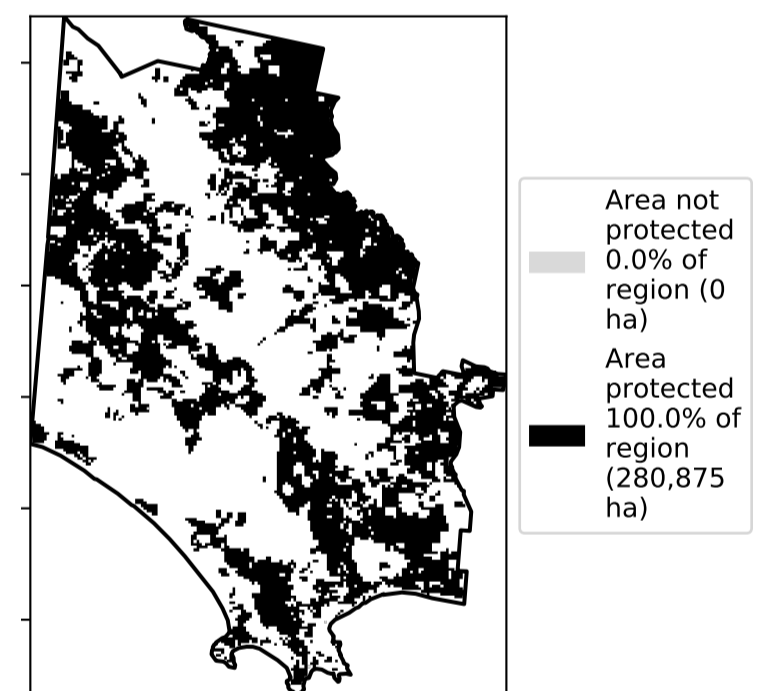 Area not
protected
0.0% of
region (0
ha)
Area
protected
100.0% of
region
(280,875
ha)